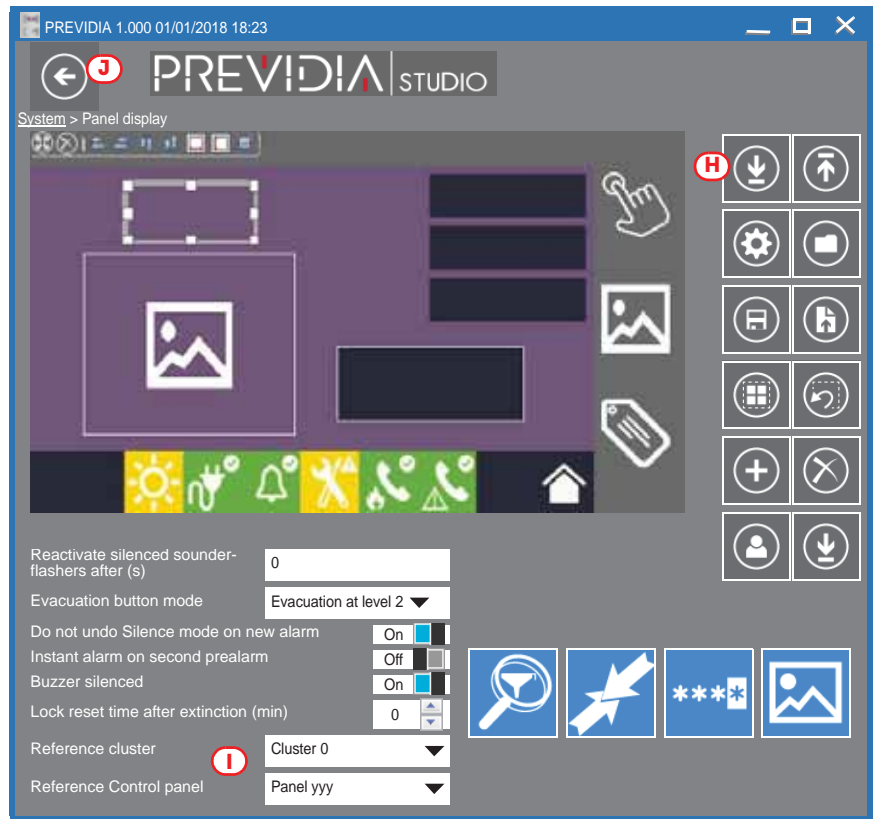 PREVIDIA 1.000 01/01/2018 18:23
J
PREVIDIA STUDIO
System > Panel display
H
Reactivate silenced sounder-
flashers after (s)
0
Evacuation button mode
Evacuation at level 2
Do not undo Silence mode on new alarm
On
Instant alarm on second prealarm
Off
Buzzer silenced
On
Lock reset time after extinction (min)
0
****
Reference cluster
Cluster 0
I
Reference Control panel
Panel yyy